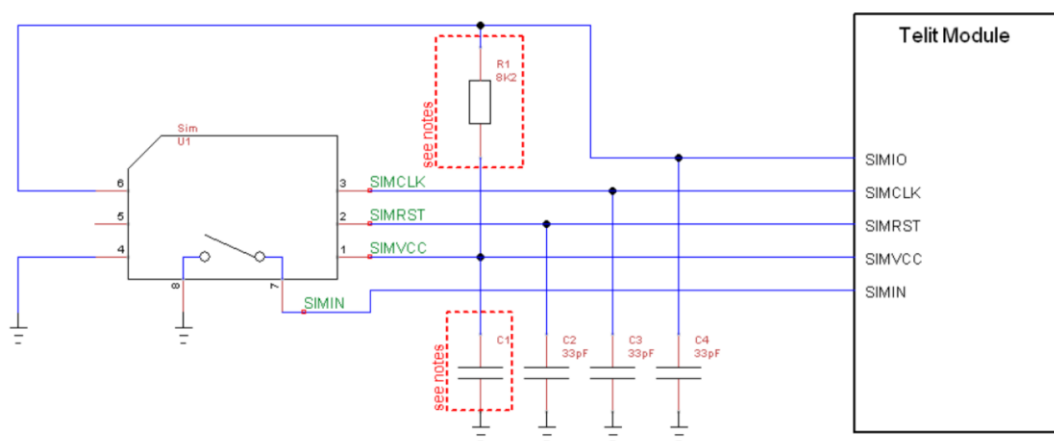 Telit Module
R1
8K2
see notes
Sim
U1
6
5
4
3
2
1
8
7
SIMCLK
SIMRST
SIMVCC
SIMIN
SIMIO
SIMCLK
SIMRST
SIMVCC
SIMIN
see notes
C1
C2
33pF
C3
33pF
C4
33pF